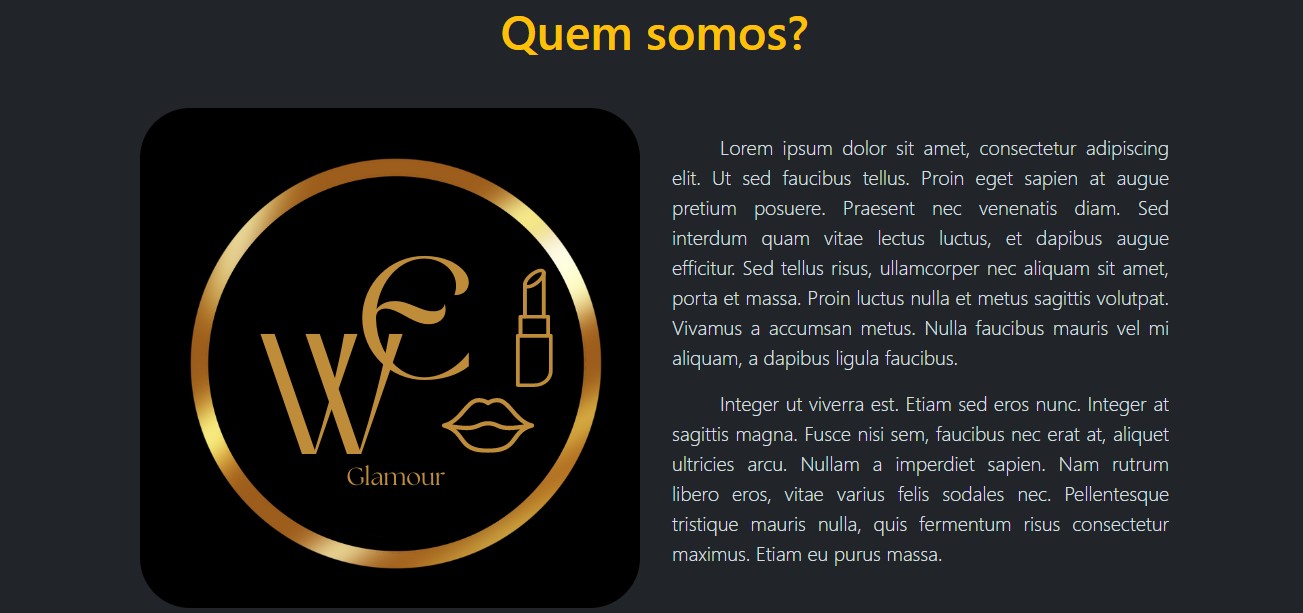 Quem somos?
WE
Glamour
Lorem ipsum dolor sit amet, consectetur adipiscing
elit. Ut sed faucibus tellus. Proin eget sapien at augue
pretium posuere. Praesent nec venenatis diam. Sed
interdum quam vitae lectus luctus, et dapibus augue
efficitur. Sed tellus risus, ullamcorper nec aliquam sit amet,
porta et massa. Proin luctus nulla et metus sagittis volutpat.
Vivamus a accumsan metus. Nulla faucibus mauris vel mi
aliquam, a dapibus ligula faucibus.
Integer ut viverra est. Etiam sed eros nunc. Integer at
sagittis magna. Fusce nisi sem, faucibus nec erat at, aliquet
ultricies arcu. Nullam a imperdiet sapien. Nam rutrum
libero eros, vitae varius felis sodales nec. Pellentesque
tristique mauris nulla, quis fermentum risus consectetur
maximus. Etiam eu purus massa.